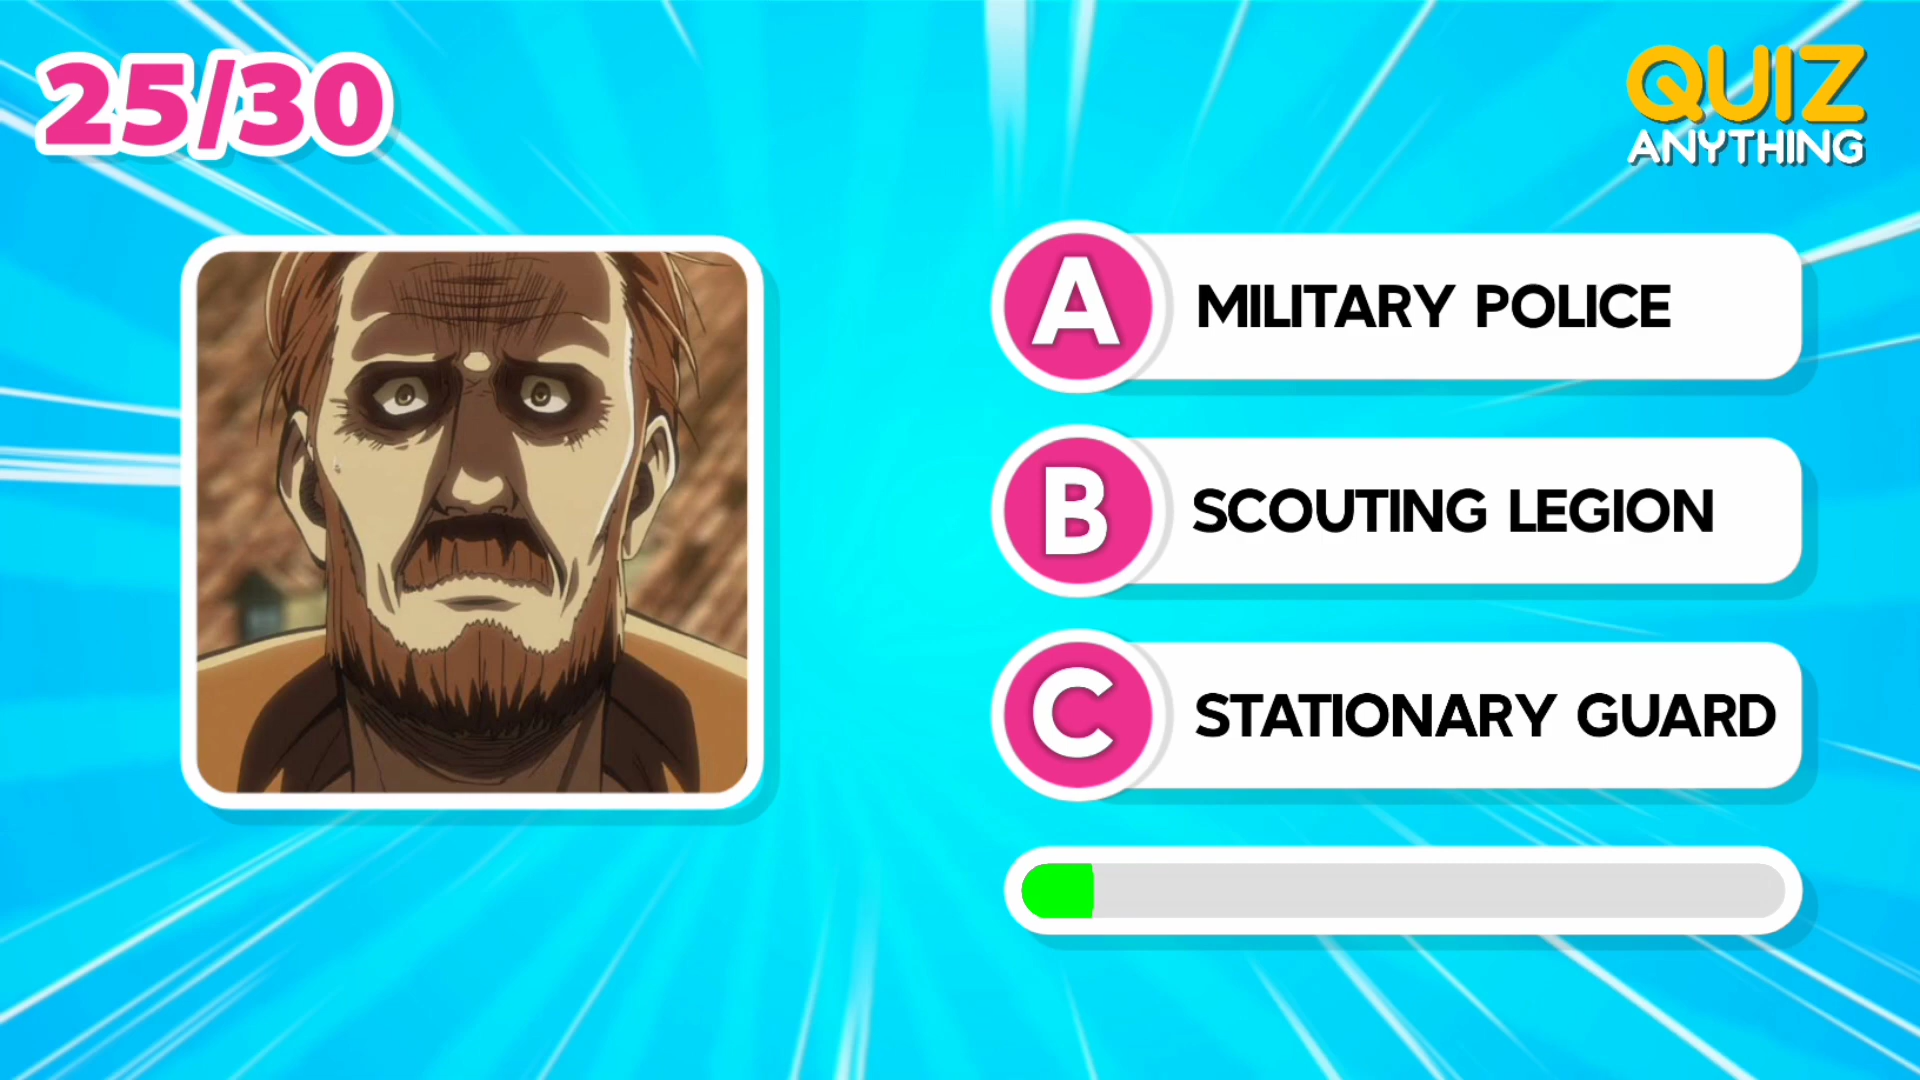 25/30
QUIZ
ANYTHING
A MILITARY POLICE
B SCOUTING LEGION
C STATIONARY GUARD